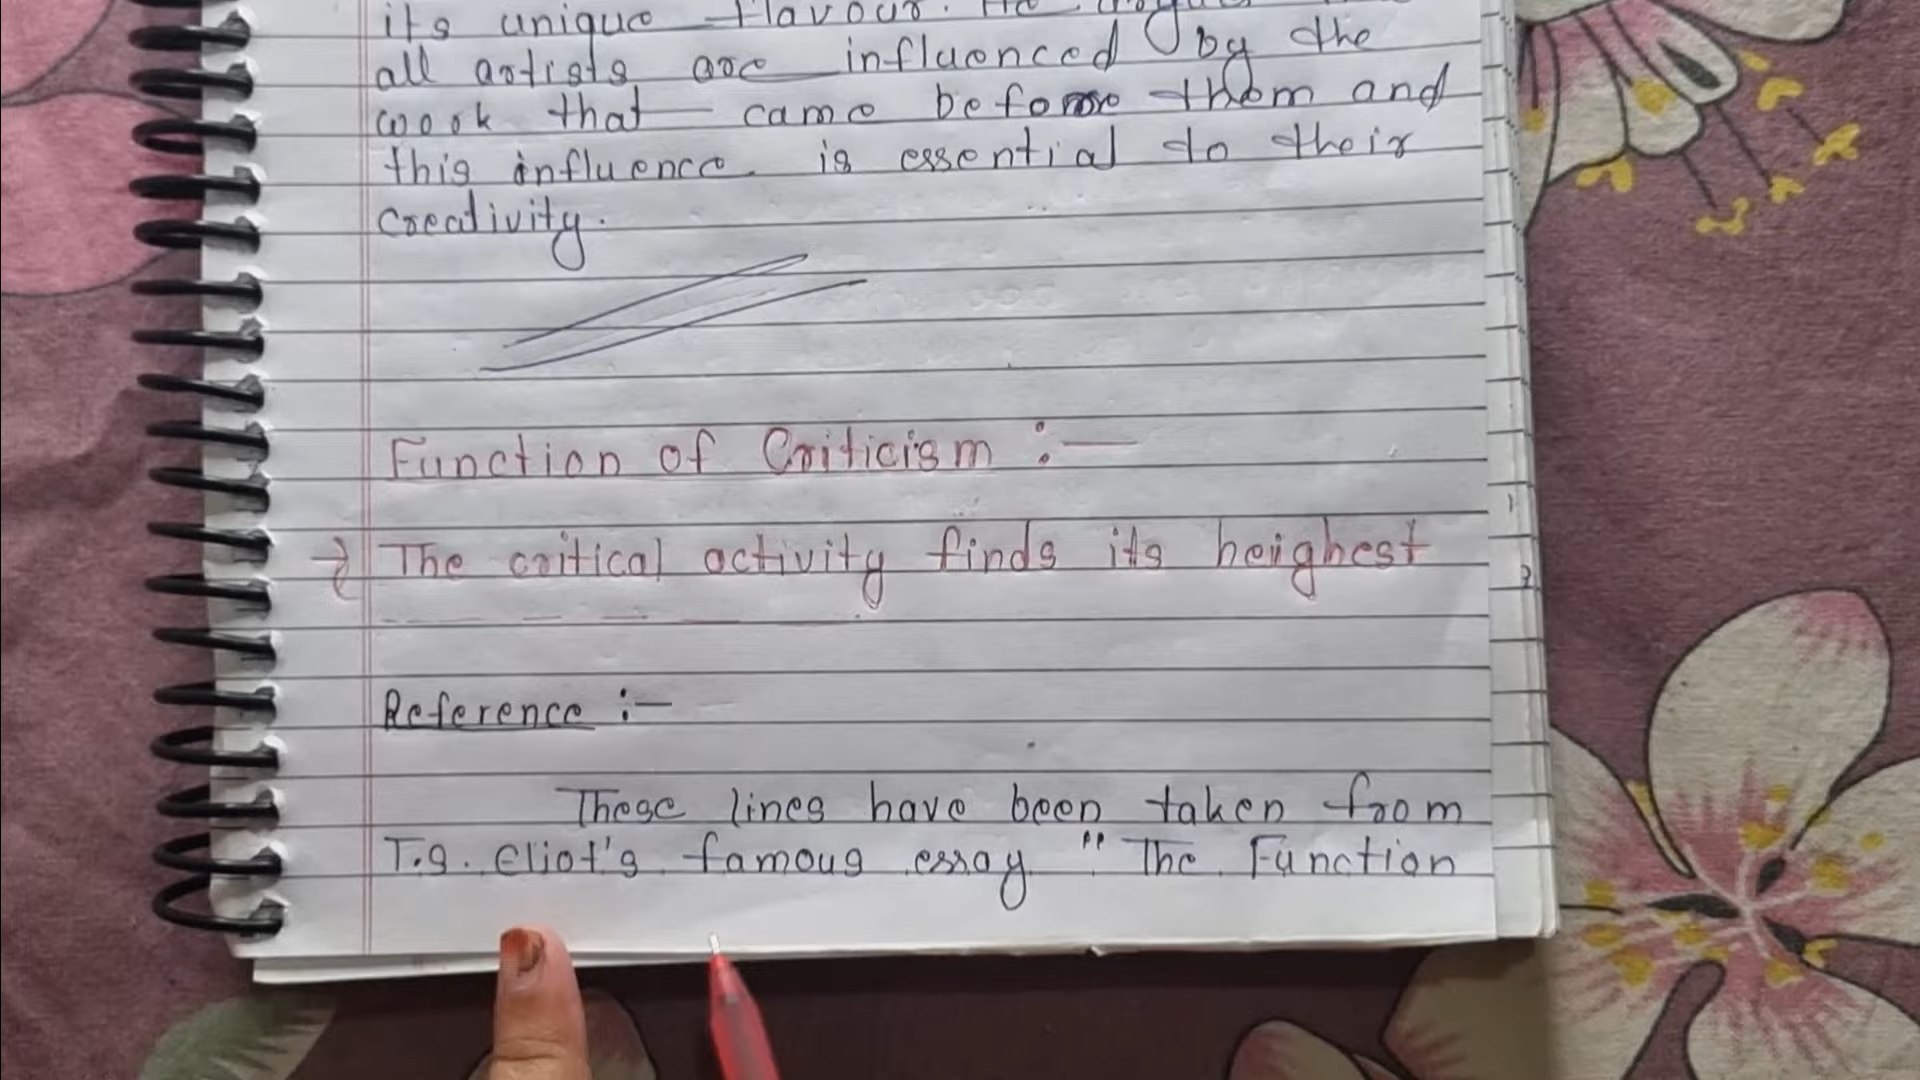 its unique flavour. He argues
all artists are influenced by the
work that came before them and
this influence is essential to their
creativity.
Function of Criticism :-
The critical activity finds its heighest
Reference :-
These lines have been taken from
T.S. Eliot's famous essay " The Function